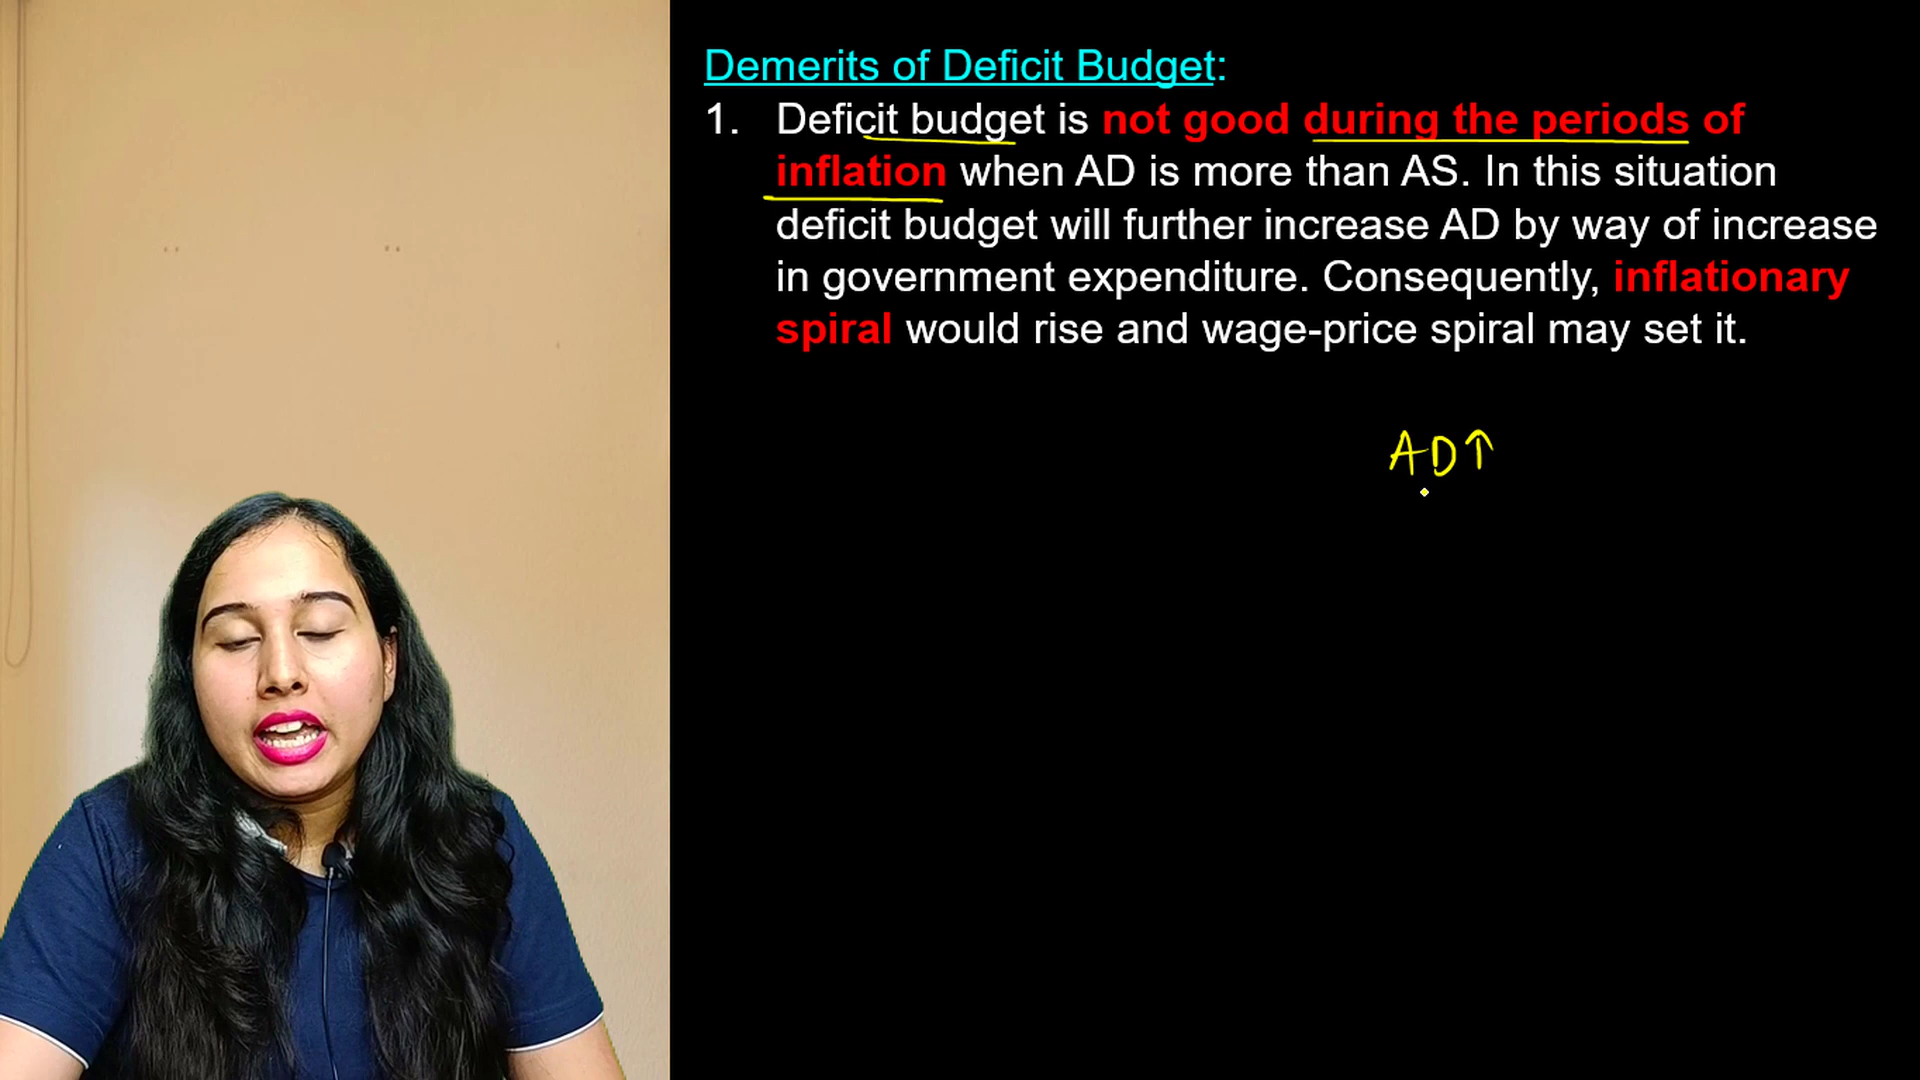 Demerits of Deficit Budget:
1. Deficit budget is not good during the periods of
inflation when AD is more than AS. In this situation
deficit budget will further increase AD by way of increase
in government expenditure. Consequently, inflationary
spiral would rise and wage-price spiral may set it.
AD↑